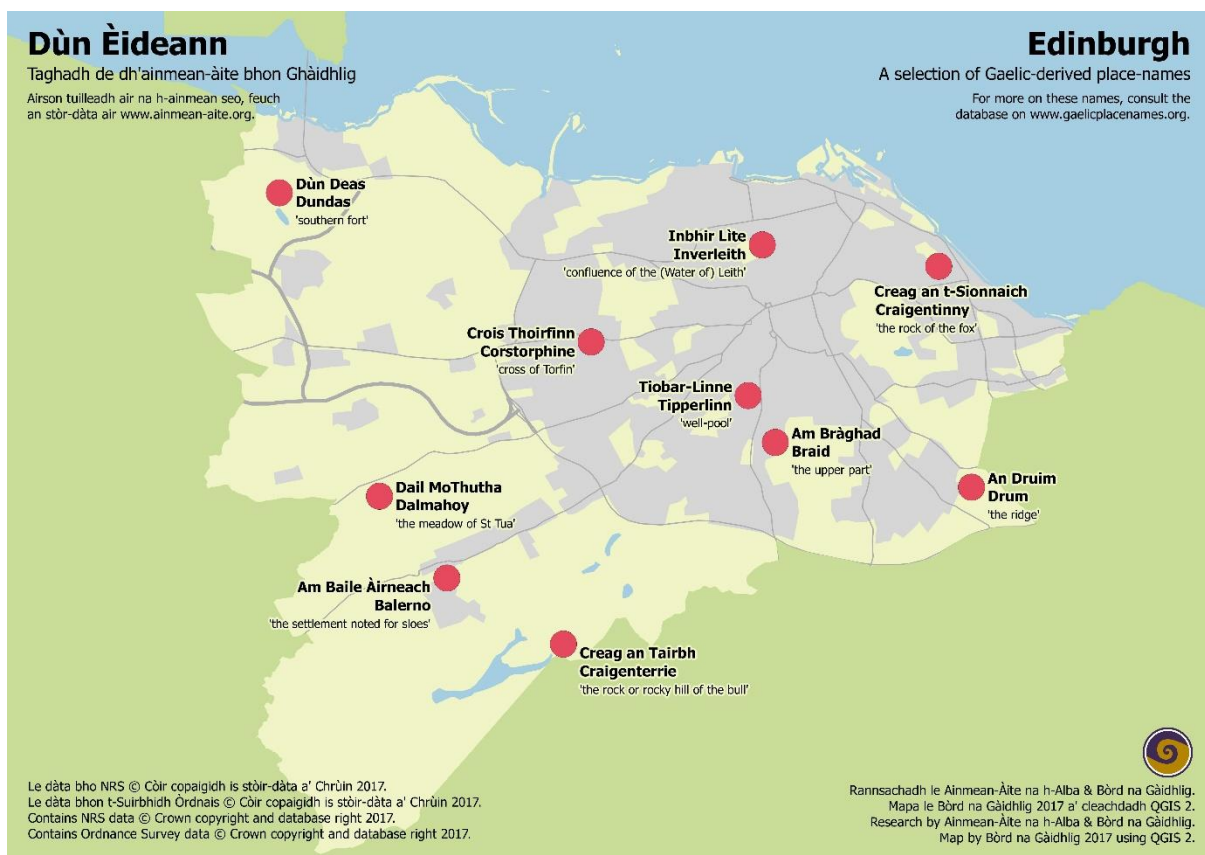 Dùn Èideann
Taghadh de dh'ainmean-àite bhon Ghàidhlig
Airson tuilleadh air na h-ainmean seo, feuch
an stòr-dàta air www.ainmean-aite.org.
Edinburgh
A selection of Gaelic-derived place-names
For more on these names, consult the
database on www.gaelicplacenames.org.
Dùn Deas
Dundas
'southern fort'
Inbhir Lìte
Inverleith
'confluence of the (Water of) Leith'
Creag an t-Sionnaich
Craigentinny
'the rock of the fox'
Crois Thoirfinn
Corstorphine
'cross of Torfin'
Tiobar-Linne
Tipperlinn
'well-pool'
Am Bràghad
Braid
'the upper part'
An Druim
Drum
'the ridge'
Dail MoThutha
Dalmahoy
'the meadow of St Tua'
Am Baile Àirneach
Balerno
'the settlement noted for sloes'
Creag an Tairbh
Craigenterrie
'the rock or rocky hill of the bull'
Le dàta bho NRS © Còir copaigidh is stòir-dàta a' Chrùin 2017.
Le dàta bhon t-Suirbhidh Òrdnais © Còir copaigidh is stòir-dàta a' Chrùin 2017.
Contains NRS data © Crown copyright and database right 2017.
Contains Ordnance Survey data © Crown copyright and database right 2017.
Rannsachadh le Ainmean-Àite na h-Alba & Bòrd na Gàidhlig.
Mapa le Bòrd na Gàidhlig 2017 a' cleachdadh QGIS 2.
Research by Ainmean-Àite na h-Alba & Bòrd na Gàidhlig.
Map by Bòrd na Gàidhlig 2017 using QGIS 2.